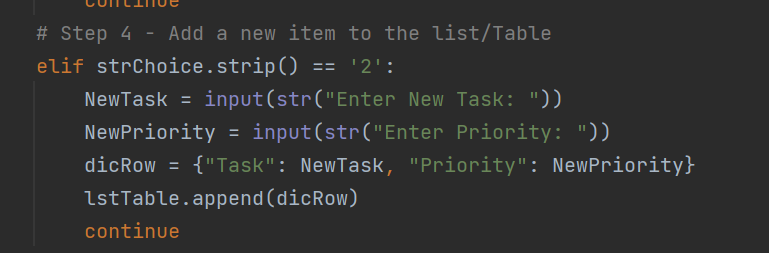 continue
# Step 4 - Add a new item to the list/Table
elif strChoice.strip() == '2':
NewTask = input(str("Enter New Task: "))
NewPriority = input(str("Enter Priority: "))
dicRow = {"Task": NewTask, "Priority": NewPriority}
lstTable.append(dicRow)
continue